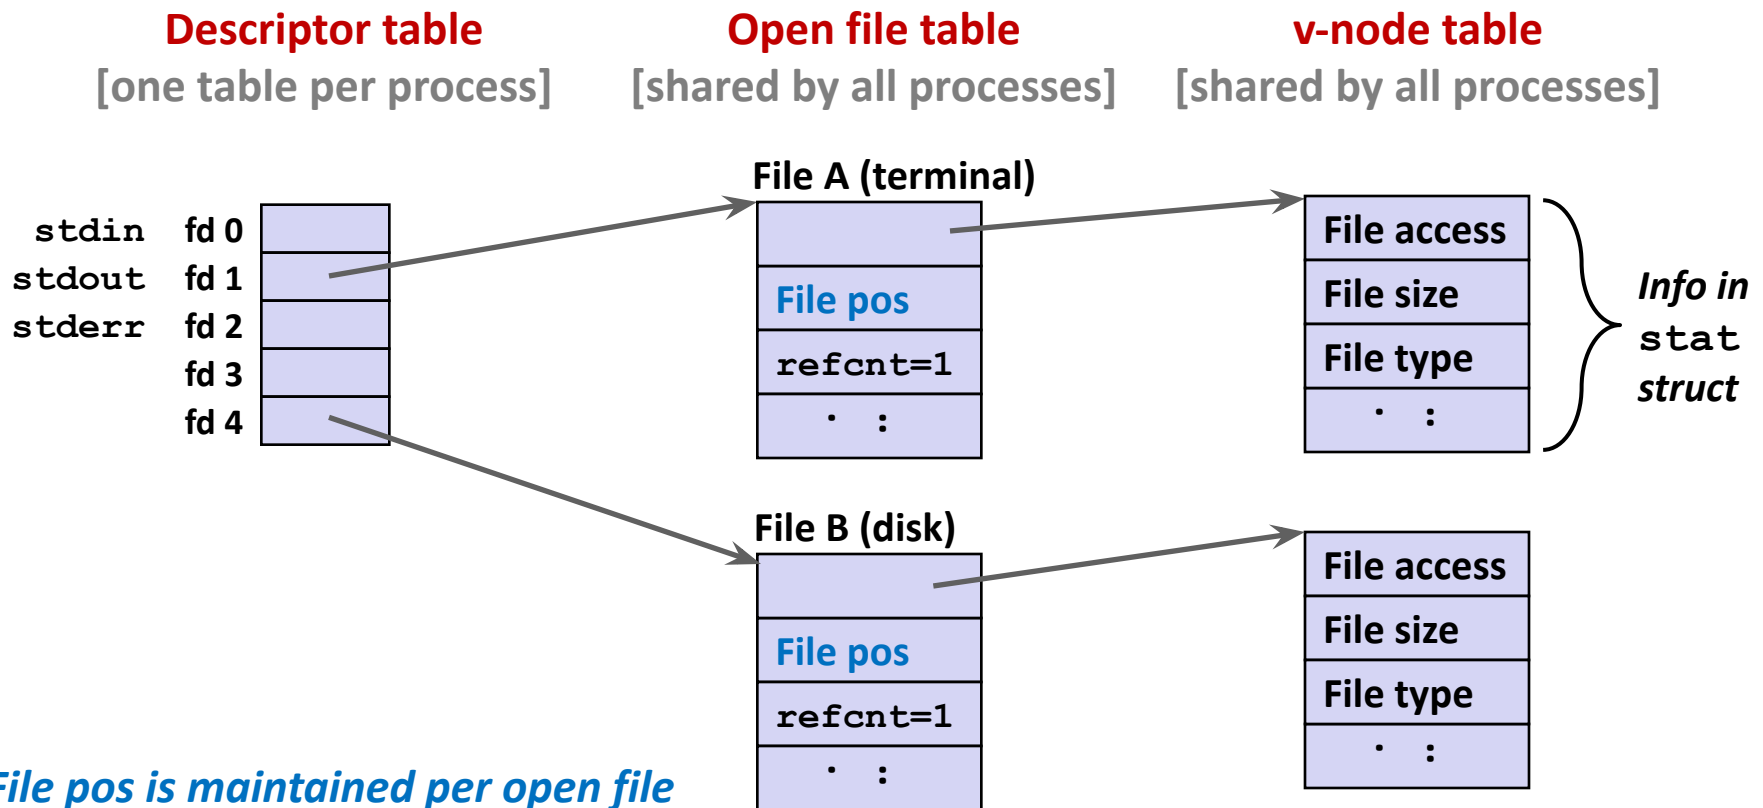 Descriptor table
[one table per process]
Open file table
[shared by all processes]
v-node table
[shared by all processes]
stdin fd 0
stdout fd 1
stderr fd 2
fd 3
fd 4
File A (terminal)
File pos
refcnt=1
File access
File size
File type
Info in
stat
struct
File B (disk)
File pos
refcnt=1
File access
File size
File type
File pos is maintained per open file